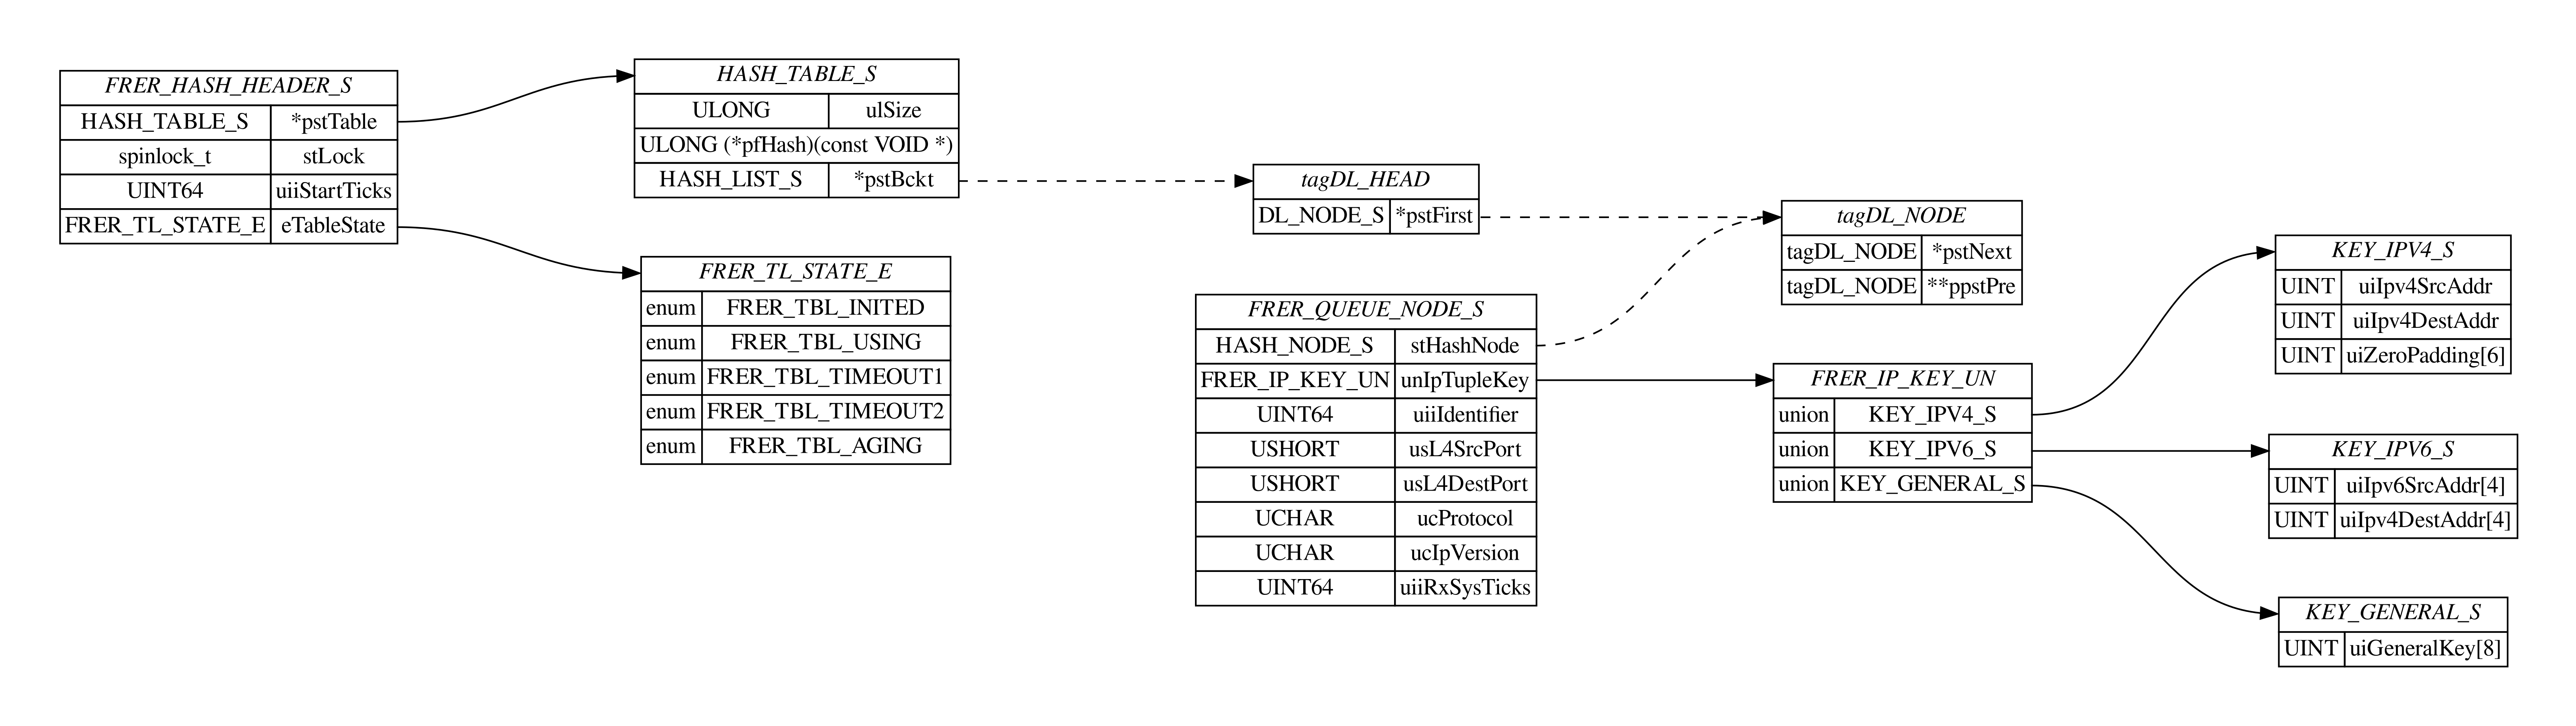 FRER_HASH_HEADER_S
HASH_TABLE_S *pstTable
spinlock_t stLock
UINT64 uiiStartTicks
FRER_TL_STATE_E eTableState
HASH_TABLE_S
ULONG ulSize
ULONG (*pfHash)(const VOID *)
HASH_LIST_S *pstBckt
FRER_TL_STATE_E
enum FRER_TBL_INITED
enum FRER_TBL_USING
enum FRER_TBL_TIMEOUT1
enum FRER_TBL_TIMEOUT2
enum FRER_TBL_AGING
tagDL_HEAD
DL_NODE_S *pstFirst
FRER_QUEUE_NODE_S
HASH_NODE_S stHashNode
FRER_IP_KEY_UN unIpTupleKey
UINT64 uiiIdentifier
USHORT usL4SrcPort
USHORT usL4DestPort
UCHAR ucProtocol
UCHAR ucIpVersion
UINT64 uiiRxSysTicks
tagDL_NODE
tagDL_NODE *pstNext
tagDL_NODE **ppstPre
FRER_IP_KEY_UN
union KEY_IPV4_S
union KEY_IPV6_S
union KEY_GENERAL_S
KEY_IPV4_S
UINT uiIpv4SrcAddr
UINT uiIpv4DestAddr
UINT uiZeroPadding[6]
KEY_IPV6_S
UINT uiIpv6SrcAddr[4]
UINT uiIpv4DestAddr[4]
KEY_GENERAL_S
UINT uiGeneralKey[8]